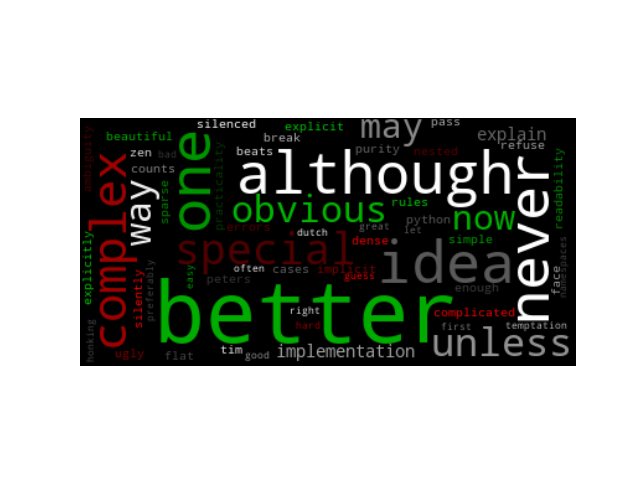 silenced
explicit
may
pass
beautiful
break
explain
ambiguity
zen
bad
one
practicality
beats
purity
nested
refuse
counts
although
never
readability
complex
way
sparse
obvious
rules
python
now
errors
dutch
great
let
special
dense
simple
explicitly
idea
namespaces
silently
preferably
easy
often
cases
implicit
guess
peters
enough
face
better
right
complicated
hard
first
temptation
honking
ugly
flat
tim
good
implementation
unless